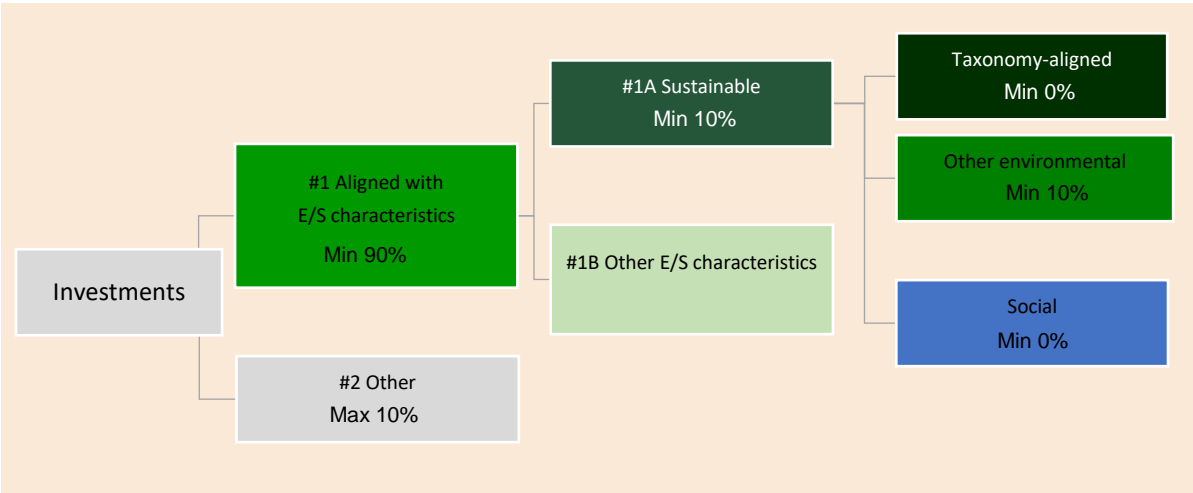 Investments
#1 Aligned with
E/S characteristics
Min 90%
#2 Other
Max 10%
#1A Sustainable
Min 10%
#1B Other E/S characteristics
Taxonomy-aligned
Min 0%
Other environmental
Min 10%
Social
Min 0%